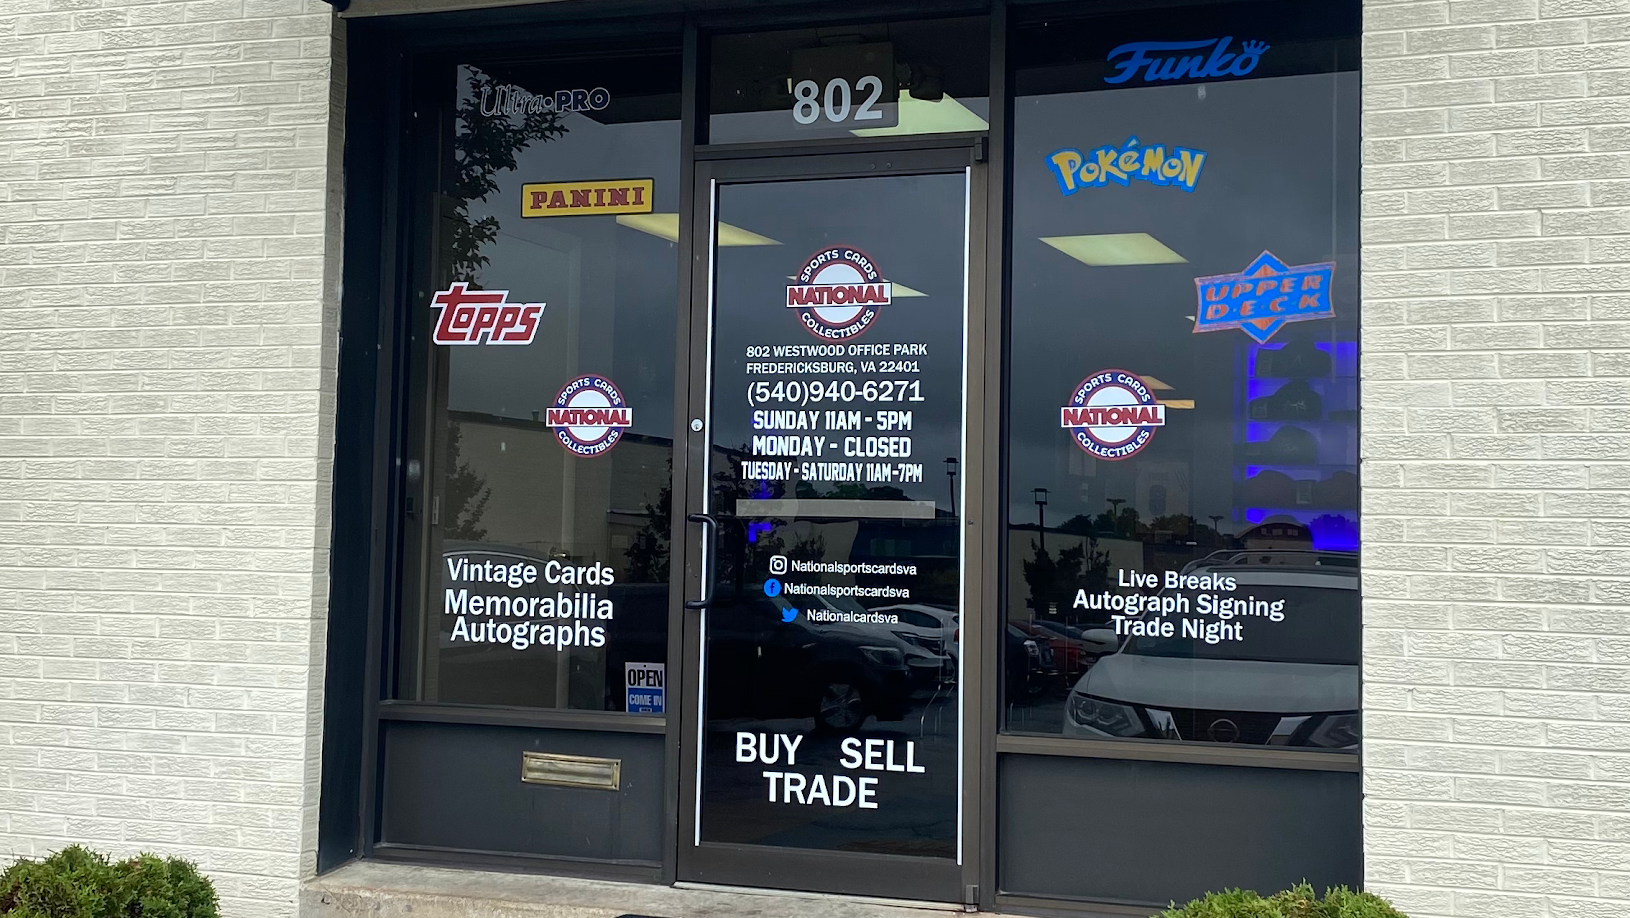 Ultra·PRO
PANINI
topps
SPORTS CARDS
NATIONAL
COLLECTIBLES
Vintage Cards
Memorabilia
Autographs
OPEN
COME IN
802
SPORTS CARDS
NATIONAL
COLLECTIBLES
802 WESTWOOD OFFICE PARK
FREDERICKSBURG, VA 22401
(540)940-6271
SUNDAY 11AM - 5PM
MONDAY - CLOSED
TUESDAY - SATURDAY 11AM-7PM
Nationalsportscardsva
Nationalsportscardsva
Nationalcardsva
BUY SELL
TRADE
Funko
POKéMON
UPPER
D·E·C·K
SPORTS CARDS
NATIONAL
COLLECTIBLES
Live Breaks
Autograph Signing
Trade Night